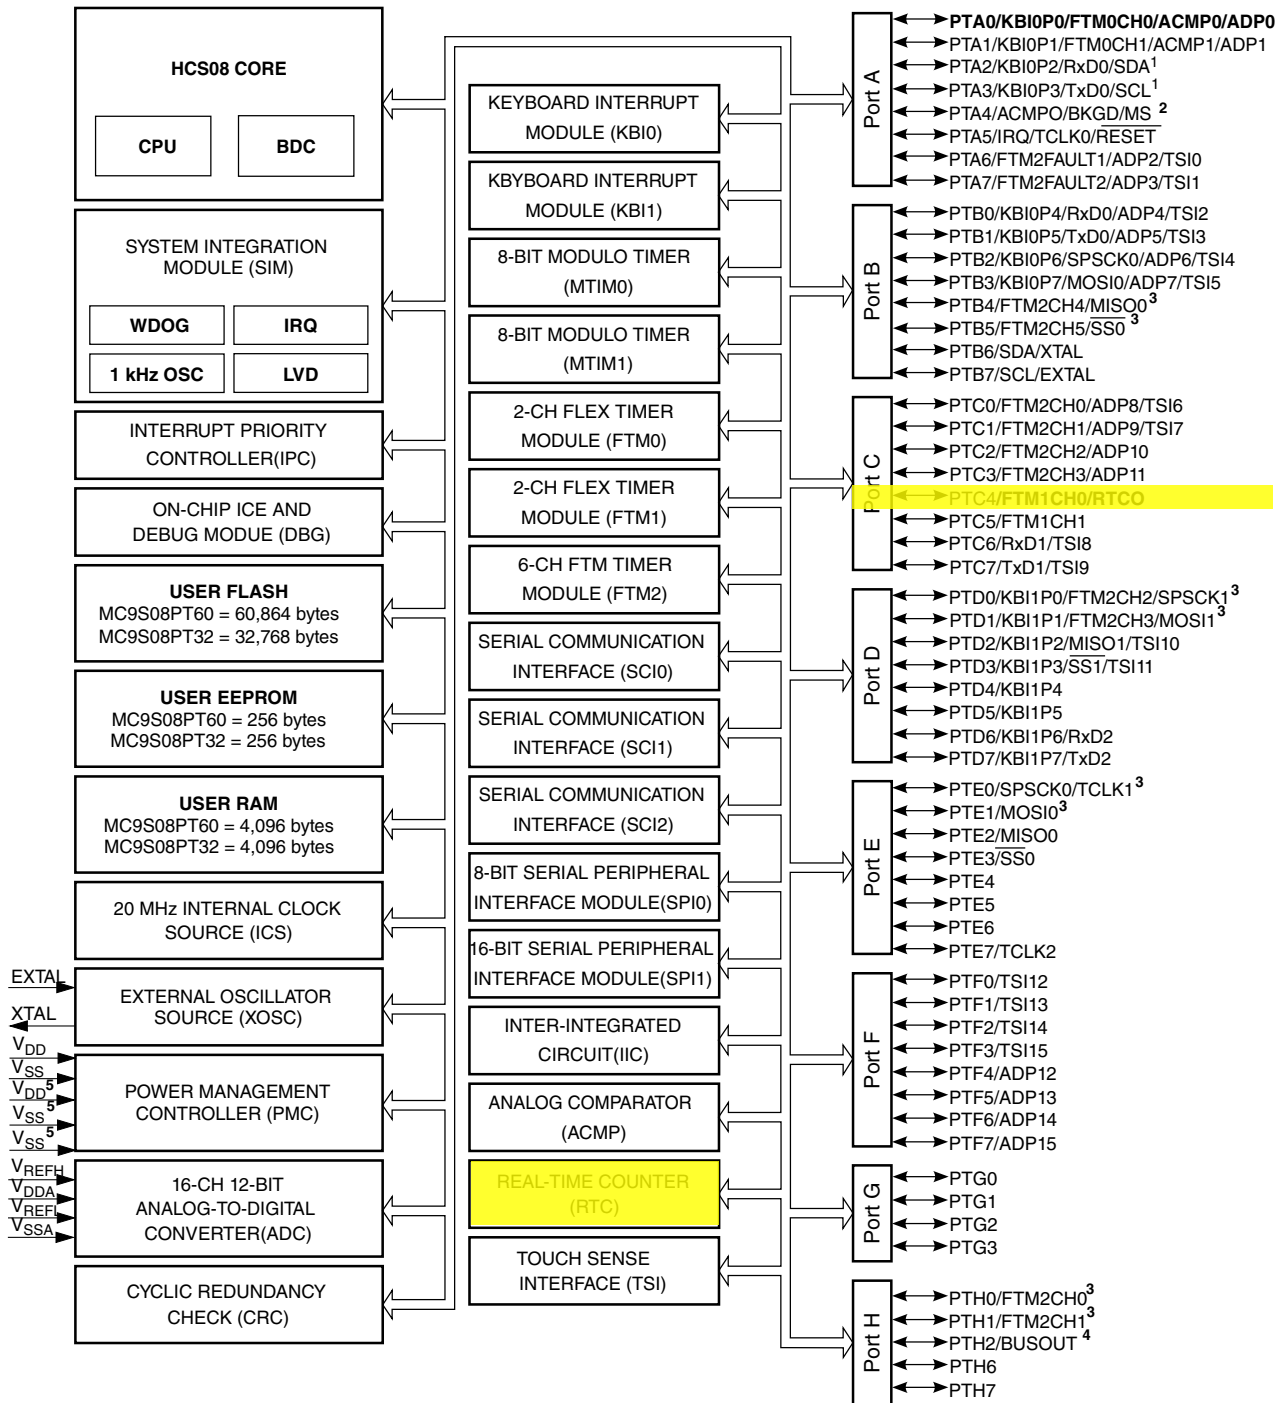 HCS08 CORE
CPU
BDC
SYSTEM INTEGRATION
MODULE (SIM)
WDOG
IRQ
1 kHz OSC
LVD
INTERRUPT PRIORITY
CONTROLLER(IPC)
ON-CHIP ICE AND
DEBUG MODUE (DBG)
USER FLASH
MC9S08PT60 = 60,864 bytes
MC9S08PT32 = 32,768 bytes
USER EEPROM
MC9S08PT60 = 256 bytes
MC9S08PT32 = 256 bytes
USER RAM
MC9S08PT60 = 4,096 bytes
MC9S08PT32 = 4,096 bytes
20 MHz INTERNAL CLOCK
SOURCE (ICS)
EXTAL
XTAL
EXTERNAL OSCILLATOR
SOURCE (XOSC)
VDD
VSS
VDD5
VSS5
VSS5
POWER MANAGEMENT
CONTROLLER (PMC)
VREFH
VDDA
VREFL
VSSA
16-CH 12-BIT
ANALOG-TO-DIGITAL
CONVERTER(ADC)
CYCLIC REDUNDANCY
CHECK (CRC)
KEYBOARD INTERRUPT
MODULE (KBI0)
KBYBOARD INTERRUPT
MODULE (KBI1)
8-BIT MODULO TIMER
(MTIM0)
8-BIT MODULO TIMER
(MTIM1)
2-CH FLEX TIMER
MODULE (FTM0)
2-CH FLEX TIMER
MODULE (FTM1)
6-CH FTM TIMER
MODULE (FTM2)
SERIAL COMMUNICATION
INTERFACE (SCI0)
SERIAL COMMUNICATION
INTERFACE (SCI1)
SERIAL COMMUNICATION
INTERFACE (SCI2)
8-BIT SERIAL PERIPHERAL
INTERFACE MODULE(SPI0)
16-BIT SERIAL PERIPHERAL
INTERFACE MODULE(SPI1)
INTER-INTEGRATED
CIRCUIT(IIC)
ANALOG COMPARATOR
(ACMP)
REAL-TIME COUNTER
(RTC)
TOUCH SENSE
INTERFACE (TSI)
Port A
PTA0/KBI0P0/FTM0CH0/ACMP0/ADP0
PTA1/KBI0P1/FTM0CH1/ACMP1/ADP1
PTA2/KBI0P2/RxD0/SDA1
PTA3/KBI0P3/TxD0/SCL1
PTA4/ACMPO/BKGD/MS 2
PTA5/IRQ/TCLK0/RESET
PTA6/FTM2FAULT1/ADP2/TSI0
PTA7/FTM2FAULT2/ADP3/TSI1
Port B
PTB0/KBI0P4/RxD0/ADP4/TSI2
PTB1/KBI0P5/TxD0/ADP5/TSI3
PTB2/KBI0P6/SPSCK0/ADP6/TSI4
PTB3/KBI0P7/MOSI0/ADP7/TSI5
PTB4/FTM2CH4/MISO03
PTB5/FTM2CH5/SS0 3
PTB6/SDA/XTAL
PTB7/SCL/EXTAL
Port C
PTC0/FTM2CH0/ADP8/TSI6
PTC1/FTM2CH1/ADP9/TSI7
PTC2/FTM2CH2/ADP10
PTC3/FTM2CH3/ADP11
PTC4/FTM1CH0/RTCO
PTC5/FTM1CH1
PTC6/RxD1/TSI8
PTC7/TxD1/TSI9
Port D
PTD0/KBI1P0/FTM2CH2/SPSCK13
PTD1/KBI1P1/FTM2CH3/MOSI13
PTD2/KBI1P2/MISO1/TSI10
PTD3/KBI1P3/SS1/TSI11
PTD4/KBI1P4
PTD5/KBI1P5
PTD6/KBI1P6/RxD2
PTD7/KBI1P7/TxD2
Port E
PTE0/SPSCK0/TCLK13
PTE1/MOSI03
PTE2/MISO0
PTE3/SS0
PTE4
PTE5
PTE6
PTE7/TCLK2
Port F
PTF0/TSI12
PTF1/TSI13
PTF2/TSI14
PTF3/TSI15
PTF4/ADP12
PTF5/ADP13
PTF6/ADP14
PTF7/ADP15
Port G
PTG0
PTG1
PTG2
PTG3
Port H
PTH0/FTM2CH03
PTH1/FTM2CH13
PTH2/BUSOUT 4
PTH6
PTH7